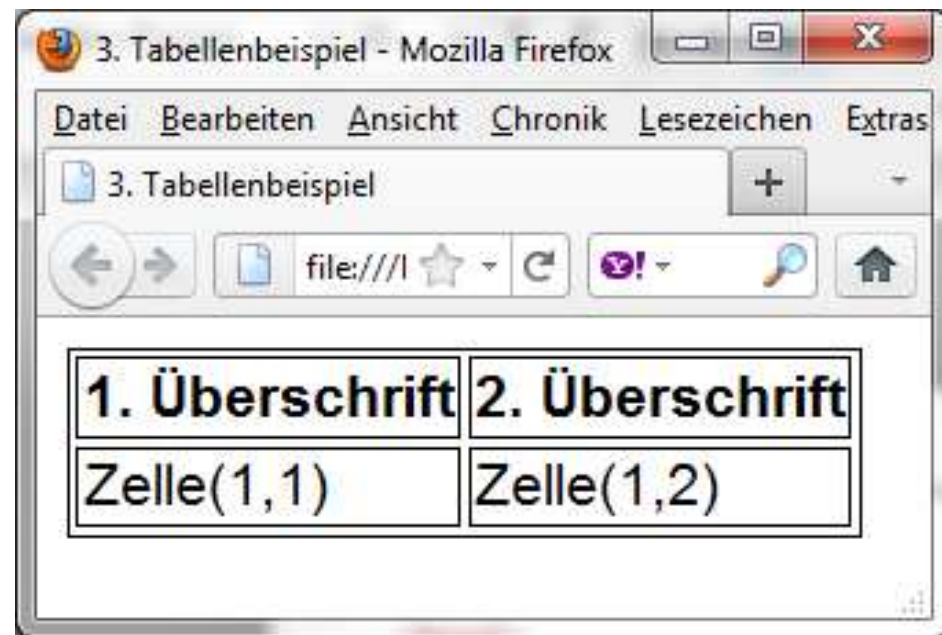 3. Tabellenbeispiel - Mozilla Firefox
Datei Bearbeiten Ansicht Chronik Lesezeichen Extras
3. Tabellenbeispiel
file:///l Y!
1. Überschrift 2. Überschrift
Zelle(1,1) Zelle(1,2)